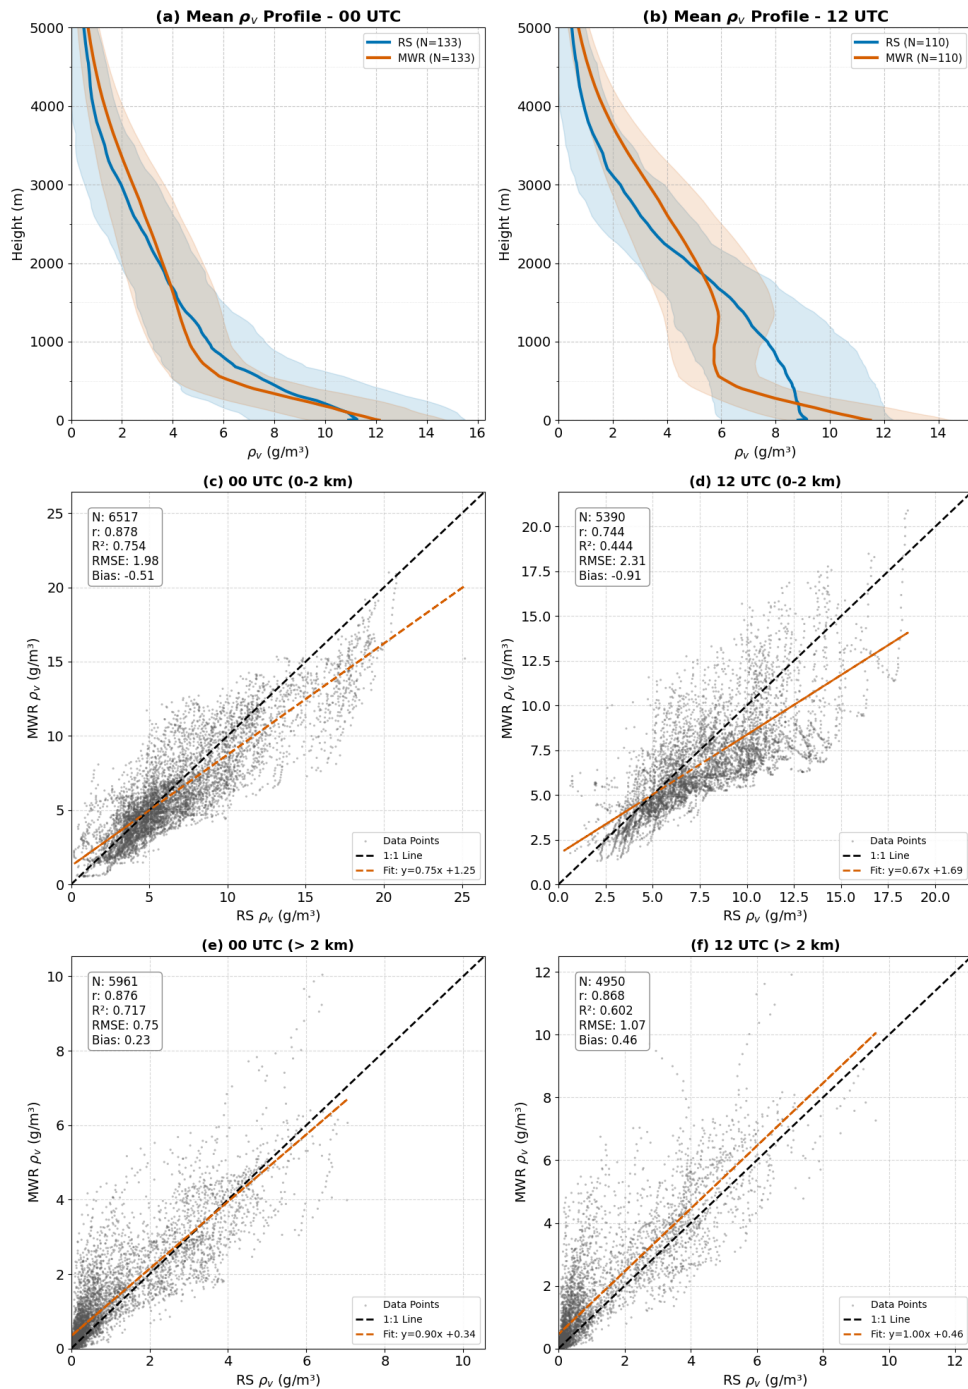 (a) Mean ρv Profile - 00 UTC
RS (N=133)
MWR (N=133)
5000
4000
3000
2000
1000
0
Height (m)
0 2 4 6 8 10 12 14 16
ρv (g/m³)
(b) Mean ρv Profile - 12 UTC
RS (N=110)
MWR (N=110)
5000
4000
3000
2000
1000
0
Height (m)
0 2 4 6 8 10 12 14
ρv (g/m³)
(c) 00 UTC (0-2 km)
N: 6517
r: 0.878
R²: 0.754
RMSE: 1.98
Bias: -0.51
25
20
15
10
5
0
MWR ρv (g/m³)
Data Points
1:1 Line
Fit: y=0.75x +1.25
0 5 10 15 20 25
RS ρv (g/m³)
(d) 12 UTC (0-2 km)
N: 5390
r: 0.744
R²: 0.444
RMSE: 2.31
Bias: -0.91
20.0
17.5
15.0
12.5
10.0
7.5
5.0
2.5
0.0
MWR ρv (g/m³)
Data Points
1:1 Line
Fit: y=0.67x +1.69
0.0 2.5 5.0 7.5 10.0 12.5 15.0 17.5 20.0
RS ρv (g/m³)
(e) 00 UTC (> 2 km)
N: 5961
r: 0.876
R²: 0.717
RMSE: 0.75
Bias: 0.23
10
8
6
4
2
0
MWR ρv (g/m³)
Data Points
1:1 Line
Fit: y=0.90x +0.34
0 2 4 6 8 10
RS ρv (g/m³)
(f) 12 UTC (> 2 km)
N: 4950
r: 0.868
R²: 0.602
RMSE: 1.07
Bias: 0.46
12
10
8
6
4
2
0
MWR ρv (g/m³)
Data Points
1:1 Line
Fit: y=1.00x +0.46
0 2 4 6 8 10 12
RS ρv (g/m³)